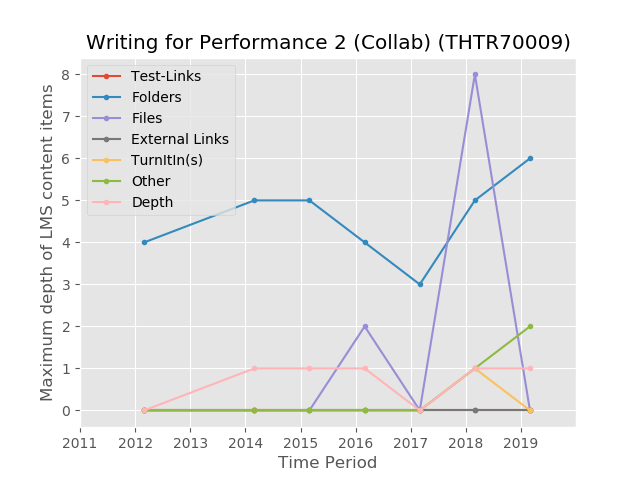 Writing for Performance 2 (Collab) (THTR70009)
Maximum depth of LMS content items
8
7
6
5
4
3
2
1
0
Test-Links
Folders
Files
External Links
TurnItIn(s)
Other
Depth
2011 2012 2013 2014 2015 2016 2017 2018 2019
Time Period